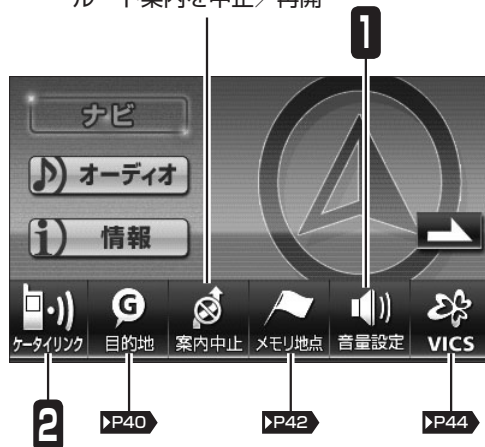 ルート案内を中止/再開
1
ナビ
オーディオ
i
情報
G
ケータイリンク
目的地
案内中止
メモリ地点
音量設定
VICS
2
▶P40
▶P42
▶P44